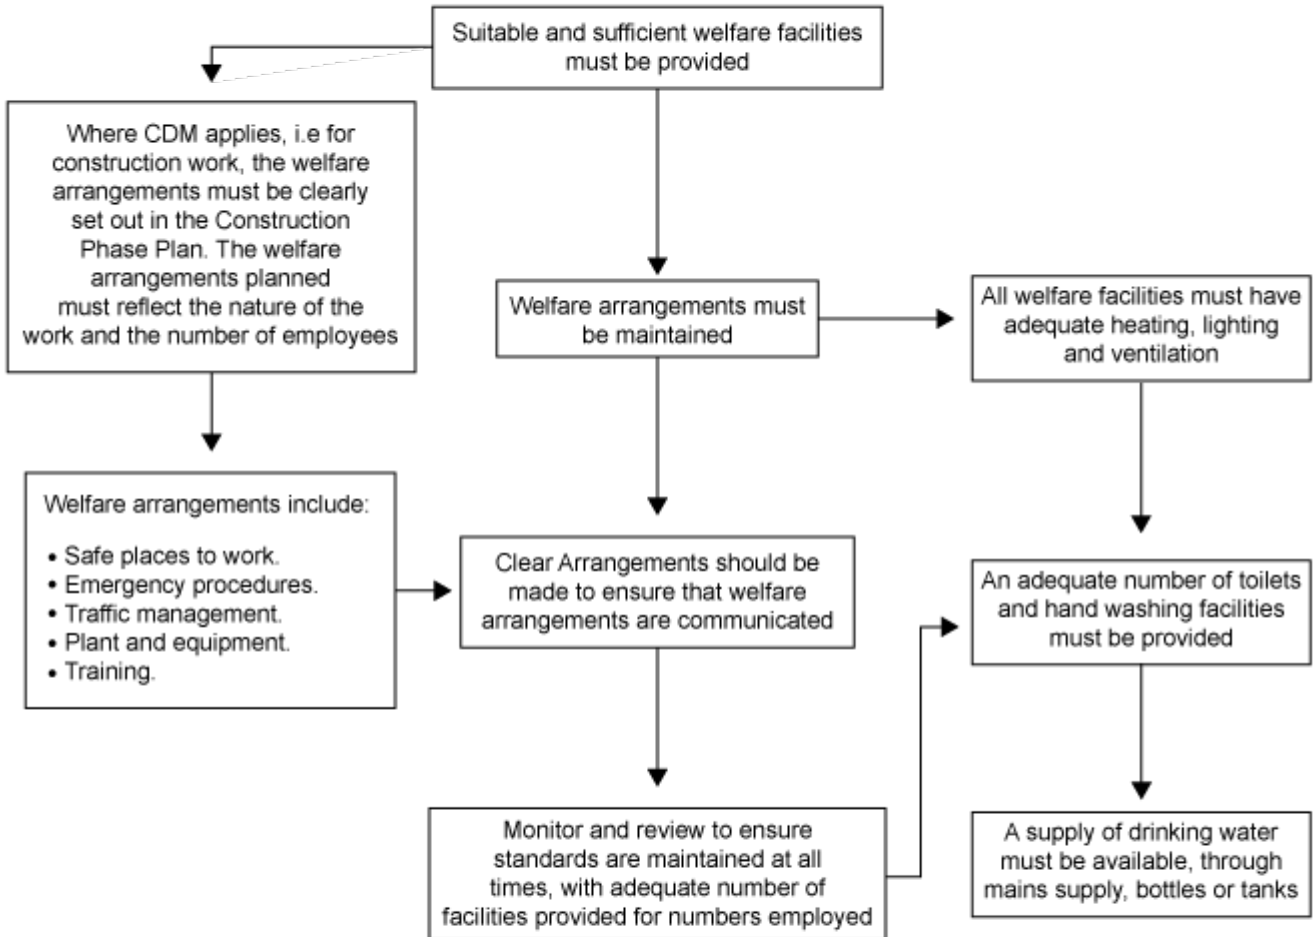 Suitable and sufficient welfare facilities
must be provided
Where CDM applies, i.e for
construction work, the welfare
arrangements must be clearly
set out in the Construction
Phase Plan. The welfare
arrangements planned
must reflect the nature of the
work and the number of employees
Welfare arrangements must
be maintained
All welfare facilities must have
adequate heating, lighting
and ventilation
Welfare arrangements include:
• Safe places to work.
• Emergency procedures.
• Traffic management.
• Plant and equipment.
• Training.
Clear Arrangements should be
made to ensure that welfare
arrangements are communicated
An adequate number of toilets
and hand washing facilities
must be provided
Monitor and review to ensure
standards are maintained at all
times, with adequate number of
facilities provided for numbers employed
A supply of drinking water
must be available, through
mains supply, bottles or tanks